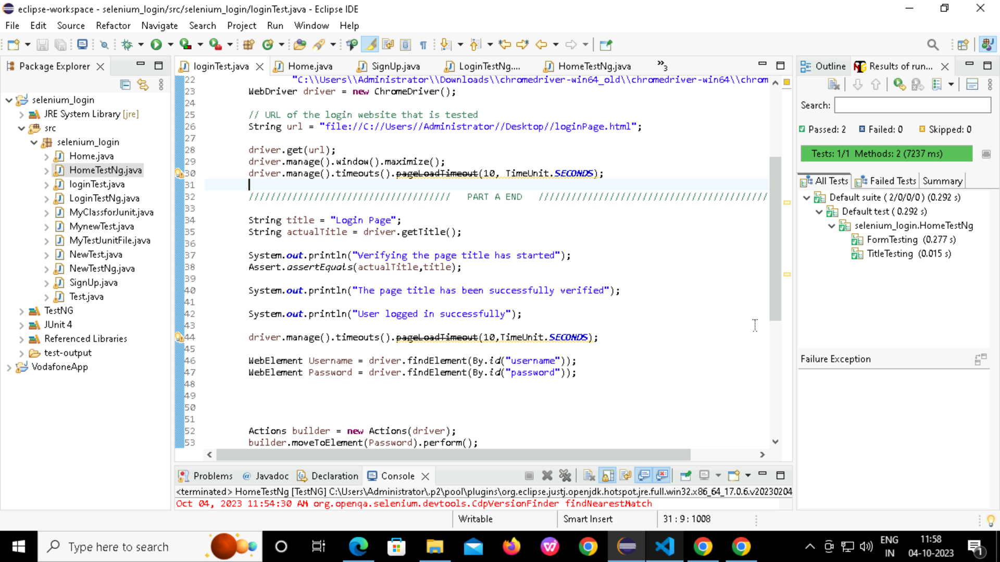 eclipse-workspace - selenium_login/src/selenium_login/loginTest.java - Eclipse IDE
File Edit Source Refactor Navigate Search Project Run Window Help
Package Explorer
selenium_login
JRE System Library [jre]
src
selenium_login
Home.java
HomeTestNg.java
loginTest.java
LoginTestNg.java
MyClassforJunit.java
MynewTest.java
MyTestJunitFile.java
NewTest.java
NewTestNg.java
SignUp.java
Test.java
TestNG
JUnit 4
Referenced Libraries
test-output
VodafoneApp
loginTest.java Home.java SignUp.java LoginTestNg.... HomeTestNg.java »3
22 "C:\\Users\\Administrator\\Downloads\\chromedriver-win64_old\\chromedriver-win64\\chrom
23 WebDriver driver = new ChromeDriver();
24
25 // URL of the login website that is tested
26 String url = "file://C://Users//Administrator//Desktop//loginPage.html";
27
28 driver.get(url);
29 driver.manage().window().maximize();
30 driver.manage().timeouts().pageLoadTimeout(10, TimeUnit.SECONDS);
31
32 ///////////////////////////////////// PART A END //////////////////////////////////////////
33
34 String title = "Login Page";
35 String actualTitle = driver.getTitle();
36
37 System.out.println("Verifying the page title has started");
38 Assert.assertEquals(actualTitle,title);
39
40 System.out.println("The page title has been successfully verified");
41
42 System.out.println("User logged in successfully");
43
44 driver.manage().timeouts().pageLoadTimeout(10,TimeUnit.SECONDS);
45
46 WebElement Username = driver.findElement(By.id("username"));
47 WebElement Password = driver.findElement(By.id("password"));
48
49
50
51
52 Actions builder = new Actions(driver);
53 builder.moveToElement(Password).perform();
Problems @ Javadoc Declaration Console
<terminated> HomeTestNg [TestNG] C:\Users\Administrator\.p2\pool\plugins\org.eclipse.justj.openjdk.hotspot.jre.full.win32.x86_64_17.0.6.v20230204
Oct 04, 2023 11:54:30 AM org.openqa.selenium.devtools.CdpVersionFinder findNearestMatch
Outline Results of run...
Search:
Passed: 2 Failed: 0 Skipped: 0
Tests: 1/1 Methods: 2 (7237 ms)
All Tests Failed Tests Summary
Default suite ( 2/0/0/0 ) (0.292 s)
Default test ( 0.292 s)
selenium_login.HomeTestNg
FormTesting (0.277 s)
TitleTesting (0.015 s)
Failure Exception
Writable Smart Insert 31 : 9 : 1008
Type here to search
ENG
IN
11:58
04-10-2023
1